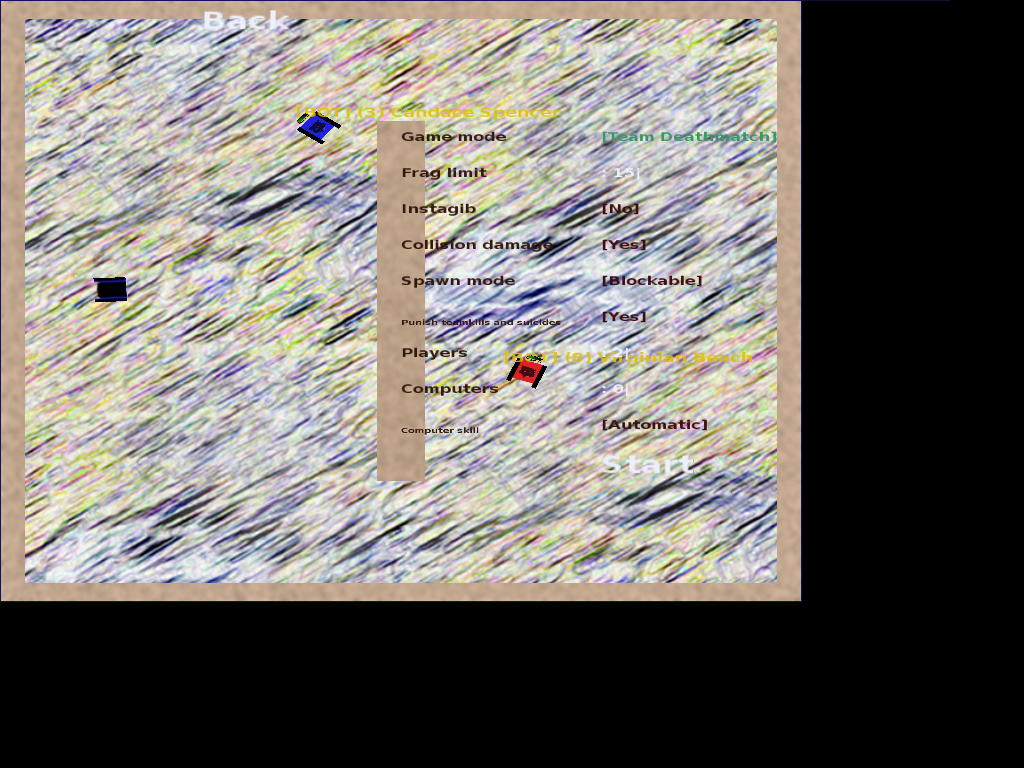 Back
[BOT] (3) Candace Spencer
Game mode [Team Deathmatch]
Frag limit : 15|
Instagib [No]
Collision damage [Yes]
Spawn mode [Blockable]
Punish teamkills and suicides [Yes]
Players
[BOT] (8) Virginian Beach
Computers : 0|
Computer skill [Automatic]
Start